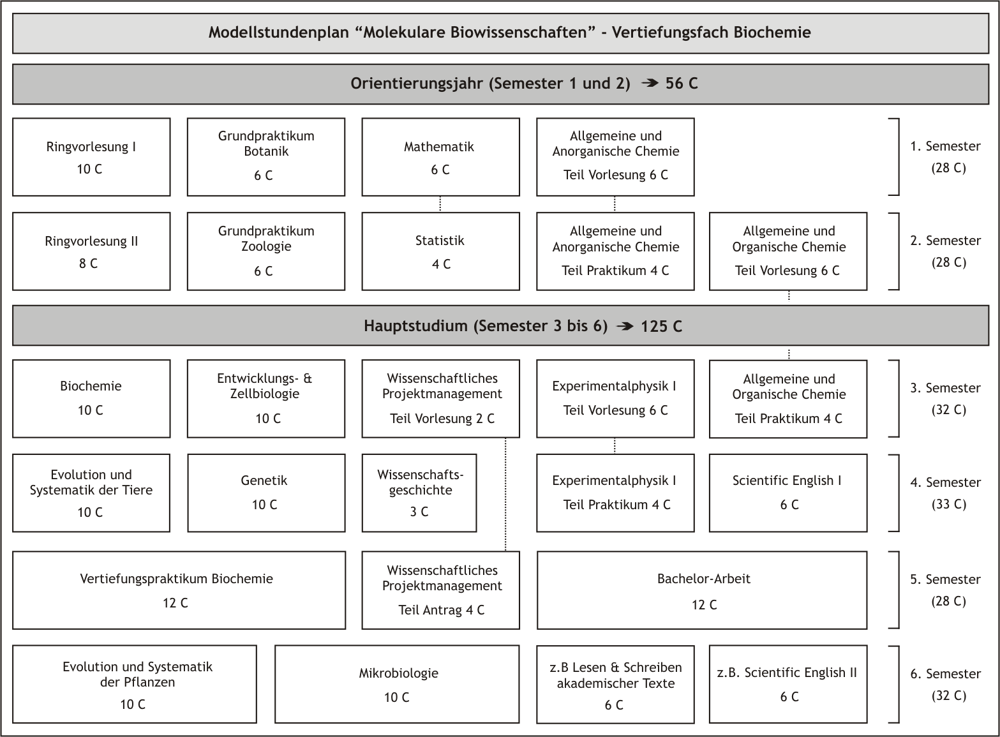 Modellstundenplan “Molekulare Biowissenschaften” - Vertiefungsfach Biochemie
Orientierungsjahr (Semester 1 und 2) ➔ 56 C
Ringvorlesung I
10 C
Grundpraktikum
Botanik
6 C
Mathematik
6 C
Allgemeine und
Anorganische Chemie
Teil Vorlesung 6 C
1. Semester
(28 C)
Ringvorlesung II
8 C
Grundpraktikum
Zoologie
6 C
Statistik
4 C
Allgemeine und
Anorganische Chemie
Teil Praktikum 4 C
Allgemeine und
Organische Chemie
Teil Vorlesung 6 C
2. Semester
(28 C)
Hauptstudium (Semester 3 bis 6) ➔ 125 C
Biochemie
10 C
Entwicklungs- &
Zellbiologie
10 C
Wissenschaftliches
Projektmanagement
Teil Vorlesung 2 C
Experimentalphysik I
Teil Vorlesung 6 C
Allgemeine und
Organische Chemie
Teil Praktikum 4 C
3. Semester
(32 C)
Evolution und
Systematik der Tiere
10 C
Genetik
10 C
Wissenschafts-
geschichte
3 C
Experimentalphysik I
Teil Praktikum 4 C
Scientific English I
6 C
4. Semester
(33 C)
Vertiefungspraktikum Biochemie
12 C
Wissenschaftliches
Projektmanagement
Teil Antrag 4 C
Bachelor-Arbeit
12 C
5. Semester
(28 C)
Evolution und Systematik
der Pflanzen
10 C
Mikrobiologie
10 C
z.B Lesen & Schreiben
akademischer Texte
6 C
z.B. Scientific English II
6 C
6. Semester
(32 C)